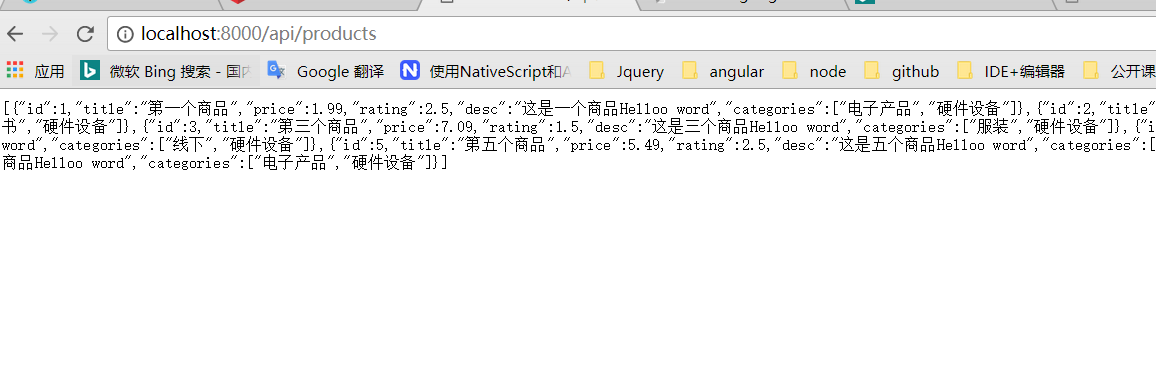 localhost:8000/api/products
应用 微软 Bing 搜索 - 国内 Google 翻译 使用NativeScript和A Jquery angular node github IDE+编辑器 公开课
[{"id":1,"title":"第一个商品","price":1.99,"rating":2.5,"desc":"这是一个商品Helloo word","categories":["电子产品","硬件设备"]},{"id":2,"title"
书","硬件设备"]},{"id":3,"title":"第三个商品","price":7.09,"rating":1.5,"desc":"这是三个商品Helloo word","categories":["服装","硬件设备"]},{"i
word","categories":["线下","硬件设备"]},{"id":5,"title":"第五个商品","price":5.49,"rating":2.5,"desc":"这是五个商品Helloo word","categories":[
商品Helloo word","categories":["电子产品","硬件设备"]}]